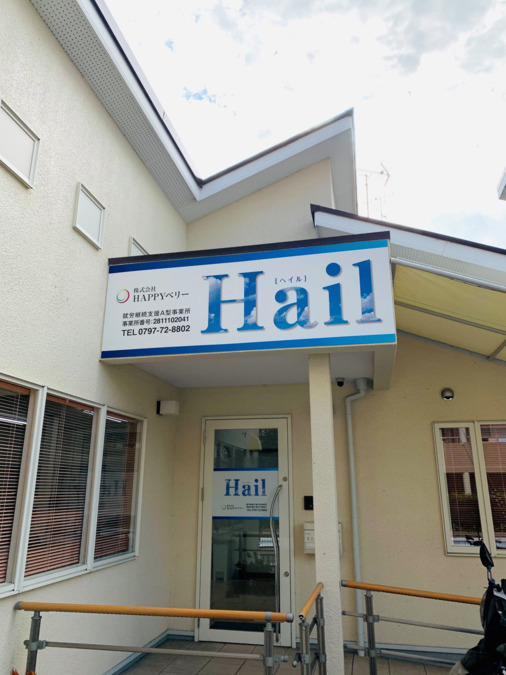 株式会社
HAPPYベリー
就労継続支援A型事業所
事業所番号:2811102041
TEL 0797-72-8802
[ヘイル]
Hail
Hail